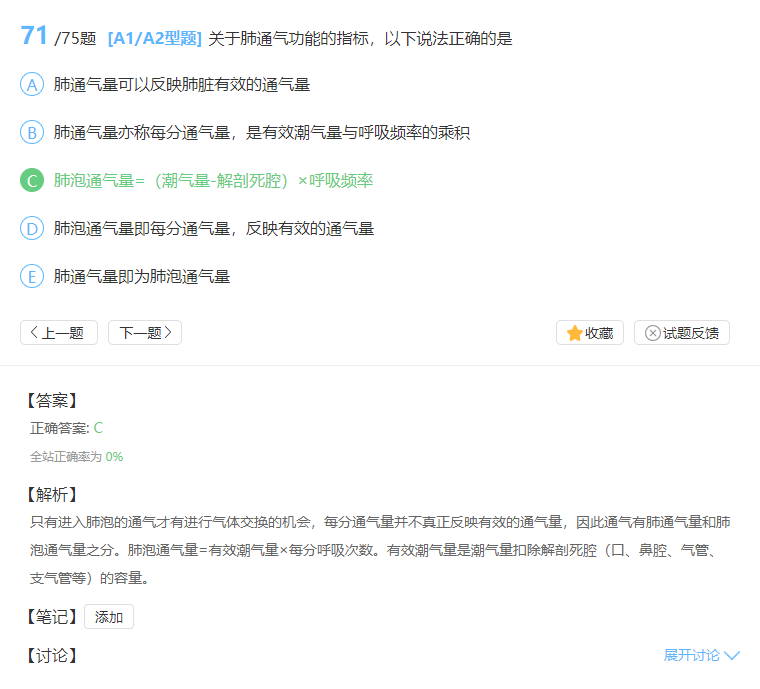 71 /75题 [A1/A2型题] 关于肺通气功能的指标，以下说法正确的是
A 肺通气量可以反映肺脏有效的通气量
B 肺通气量亦称每分通气量，是有效潮气量与呼吸频率的乘积
C 肺泡通气量=（潮气量-解剖死腔）×呼吸频率
D 肺泡通气量即每分通气量，反映有效的通气量
E 肺通气量即为肺泡通气量
上一题 下一题 收藏 试题反馈
【答案】
正确答案: C
全站正确率为 0%
【解析】
只有进入肺泡的通气才有进行气体交换的机会，每分通气量并不真正反映有效的通气量，因此通气有肺通气量和肺
泡通气量之分。肺泡通气量=有效潮气量×每分呼吸次数。有效潮气量是潮气量扣除解剖死腔（口、鼻腔、气管、
支气管等）的容量。
【笔记】 添加
【讨论】 展开讨论